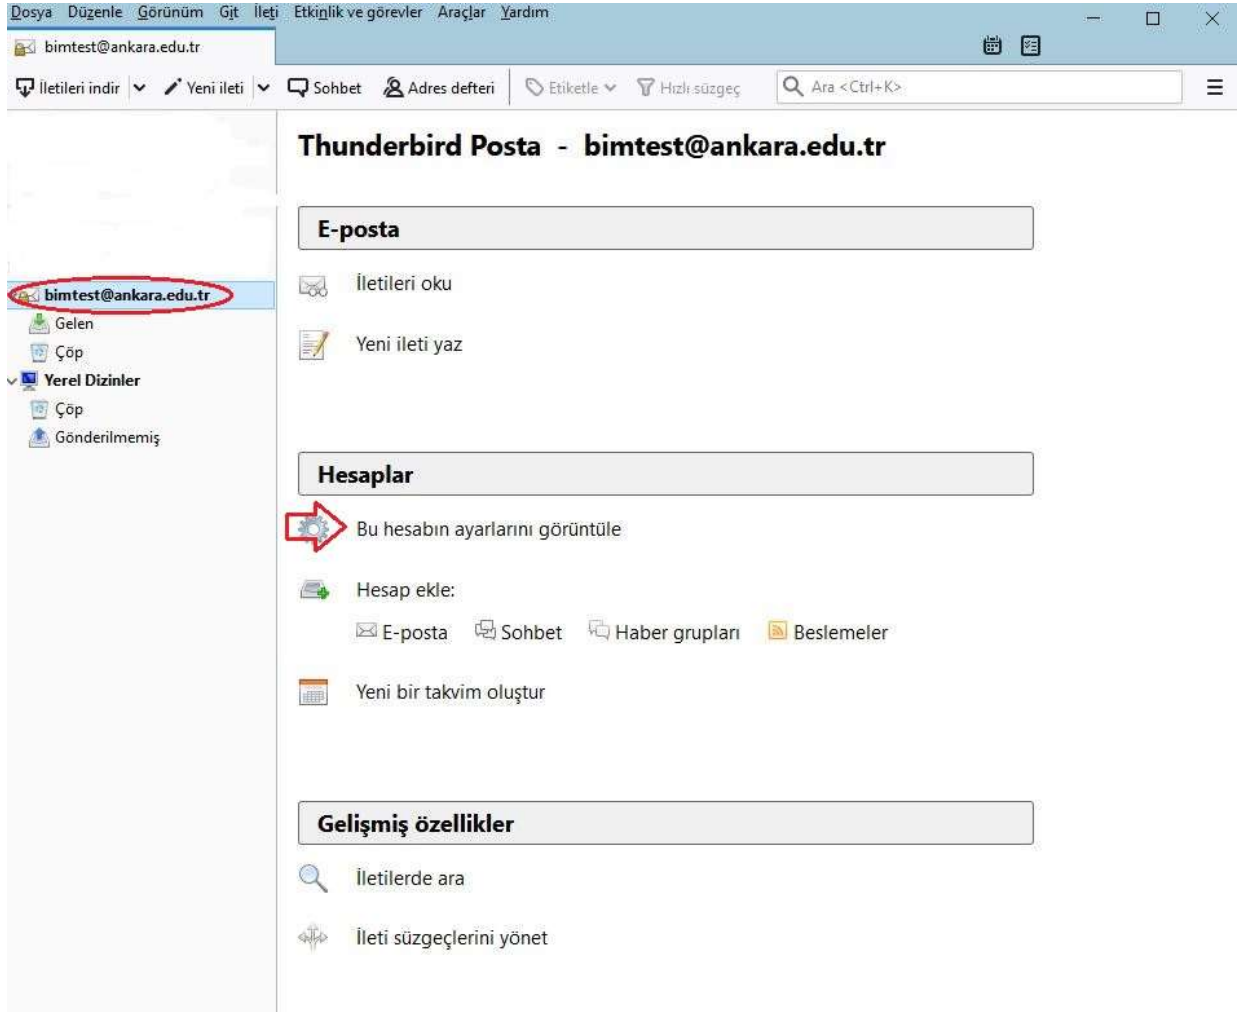 Dosya Düzenle Görünüm Git İleti Etkinlik ve görevler Araçlar Yardım
bimtest@ankara.edu.tr
İletileri indir Yeni ileti Sohbet Adres defteri Etiketle Hızlı süzgeç Ara <Ctrl+K>
Thunderbird Posta - bimtest@ankara.edu.tr
E-posta
İletileri oku
Yeni ileti yaz
bimtest@ankara.edu.tr
Gelen
Çöp
Yerel Dizinler
Çöp
Gönderilmemiş
Hesaplar
Bu hesabın ayarlarını görüntüle
Hesap ekle:
E-posta Sohbet Haber grupları Beslemeler
Yeni bir takvim oluştur
Gelişmiş özellikler
İletilerde ara
İleti süzgeçlerini yönet